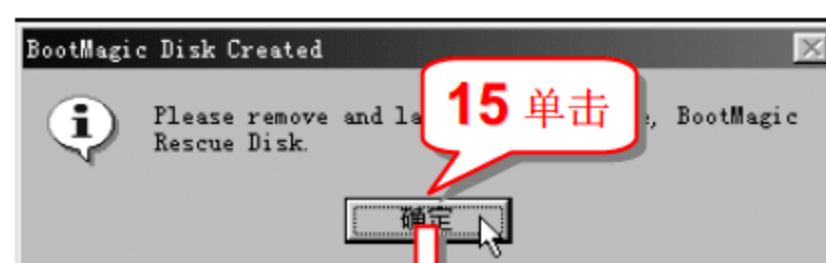 BootMagic Disk Created
15 单击
Please remove and la , BootMagic
Rescue Disk.
确定